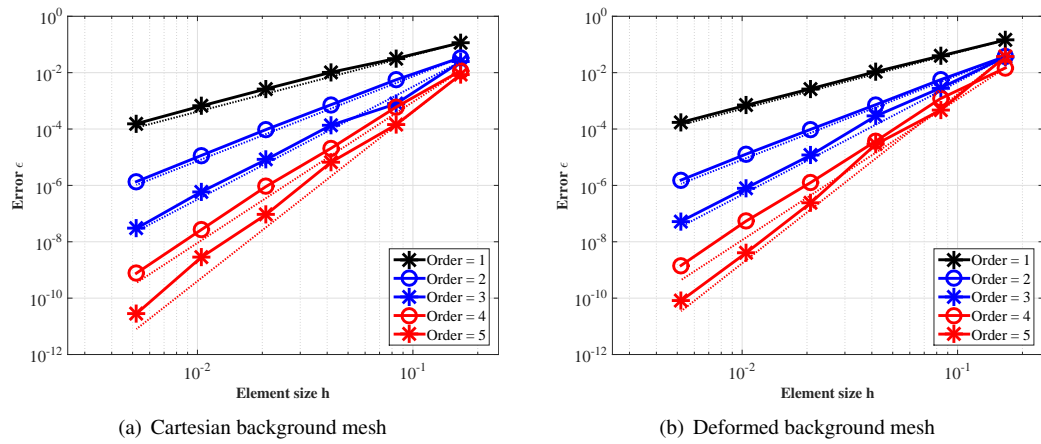 10^0
10^-2
10^-4
10^-6
10^-8
10^-10
10^-12
Error ϵ
10^-2
10^-1
Element size h
Order = 1
Order = 2
Order = 3
Order = 4
Order = 5
(a) Cartesian background mesh
10^0
10^-2
10^-4
10^-6
10^-8
10^-10
10^-12
Error ϵ
10^-2
10^-1
Element size h
Order = 1
Order = 2
Order = 3
Order = 4
Order = 5
(b) Deformed background mesh